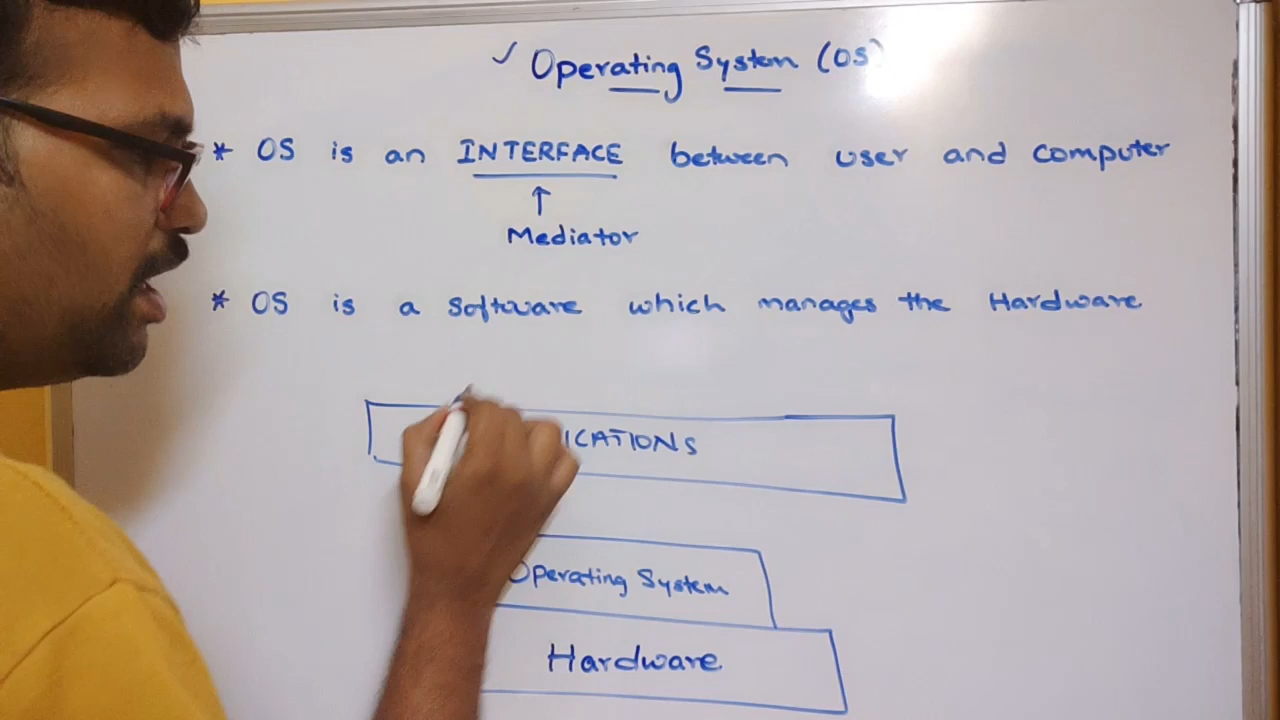 ✓ Operating System (OS)
* OS is an INTERFACE between user and computer
↑
Mediator
* OS is a software which manages the Hardware
ICATIONS
Operating System
Hardware